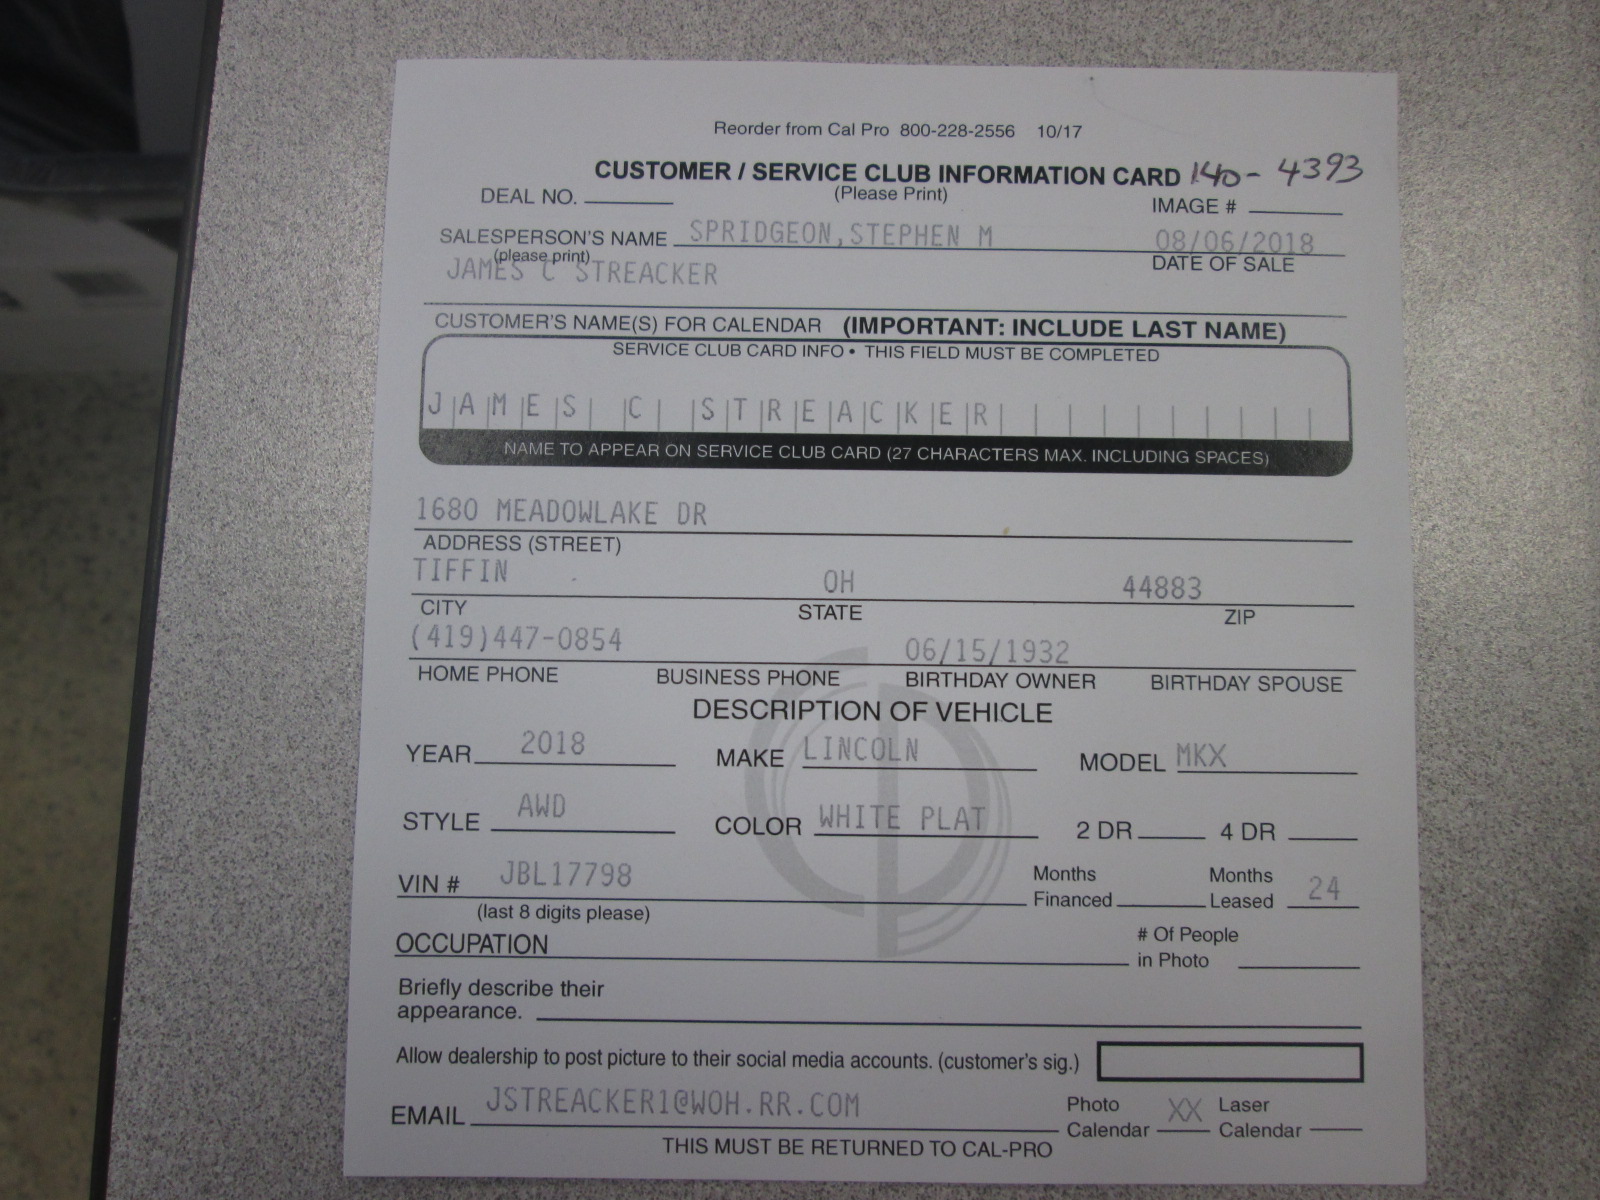 Reorder from Cal Pro 800-228-2556 10/17
CUSTOMER / SERVICE CLUB INFORMATION CARD 140-4393
DEAL NO. (Please Print) IMAGE #
SALESPERSON'S NAME SPRIDGEON,STEPHEN M 08/06/2018
(please print) DATE OF SALE
JAMES C STREACKER
CUSTOMER'S NAME(S) FOR CALENDAR (IMPORTANT: INCLUDE LAST NAME)
SERVICE CLUB CARD INFO • THIS FIELD MUST BE COMPLETED
JAMES C STREACKER
NAME TO APPEAR ON SERVICE CLUB CARD (27 CHARACTERS MAX. INCLUDING SPACES)
1680 MEADOWLAKE DR
ADDRESS (STREET)
TIFFIN OH 44883
CITY STATE ZIP
(419)447-0854 06/15/1932
HOME PHONE BUSINESS PHONE BIRTHDAY OWNER BIRTHDAY SPOUSE
DESCRIPTION OF VEHICLE
YEAR 2018 MAKE LINCOLN MODEL MKX
STYLE AWD COLOR WHITE PLAT 2 DR 4 DR
VIN # JBL17798 Months Financed Months Leased 24
(last 8 digits please)
OCCUPATION # Of People in Photo
Briefly describe their
appearance.
Allow dealership to post picture to their social media accounts. (customer's sig.)
EMAIL JSTREACKER1@WOH.RR.COM Photo Calendar XX Laser Calendar
THIS MUST BE RETURNED TO CAL-PRO